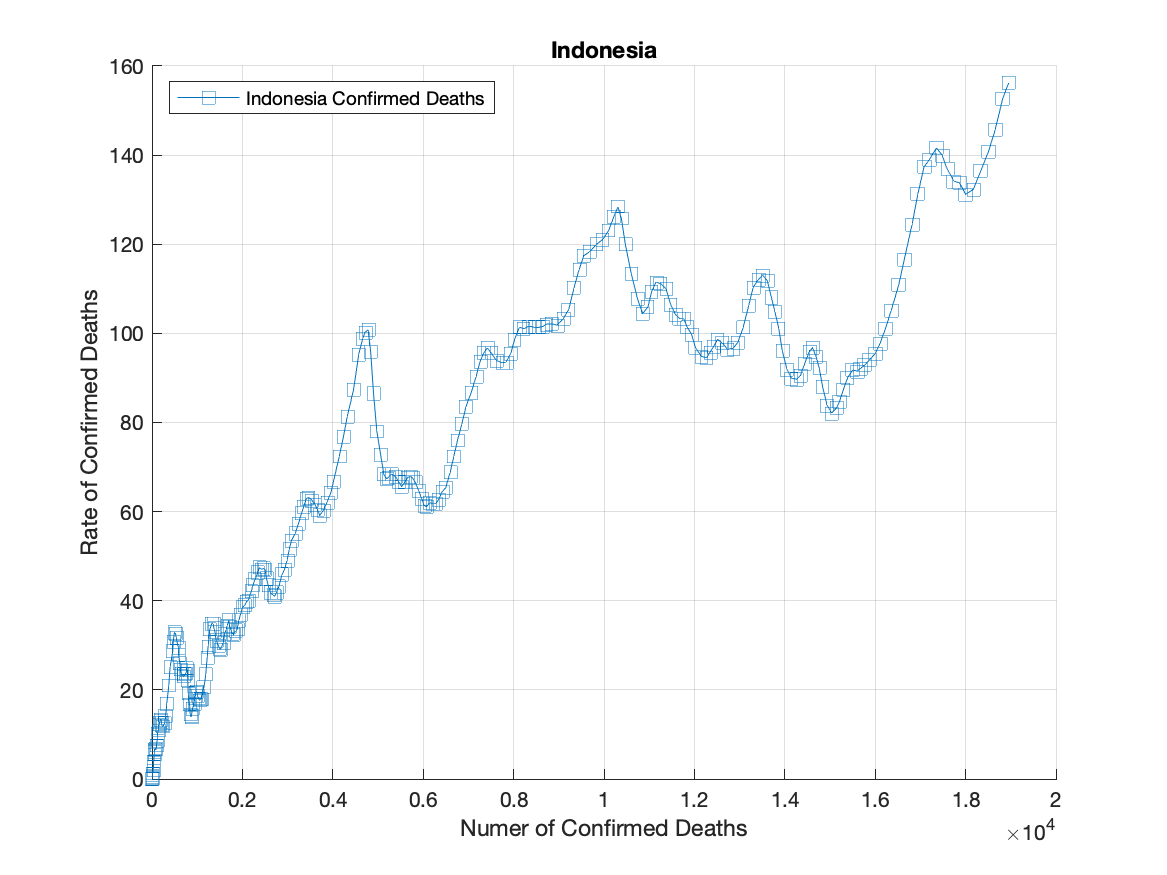 Indonesia
Indonesia Confirmed Deaths
Rate of Confirmed Deaths
160
140
120
100
80
60
40
20
0
0 0.2 0.4 0.6 0.8 1 1.2 1.4 1.6 1.8 2
×10^4
Numer of Confirmed Deaths